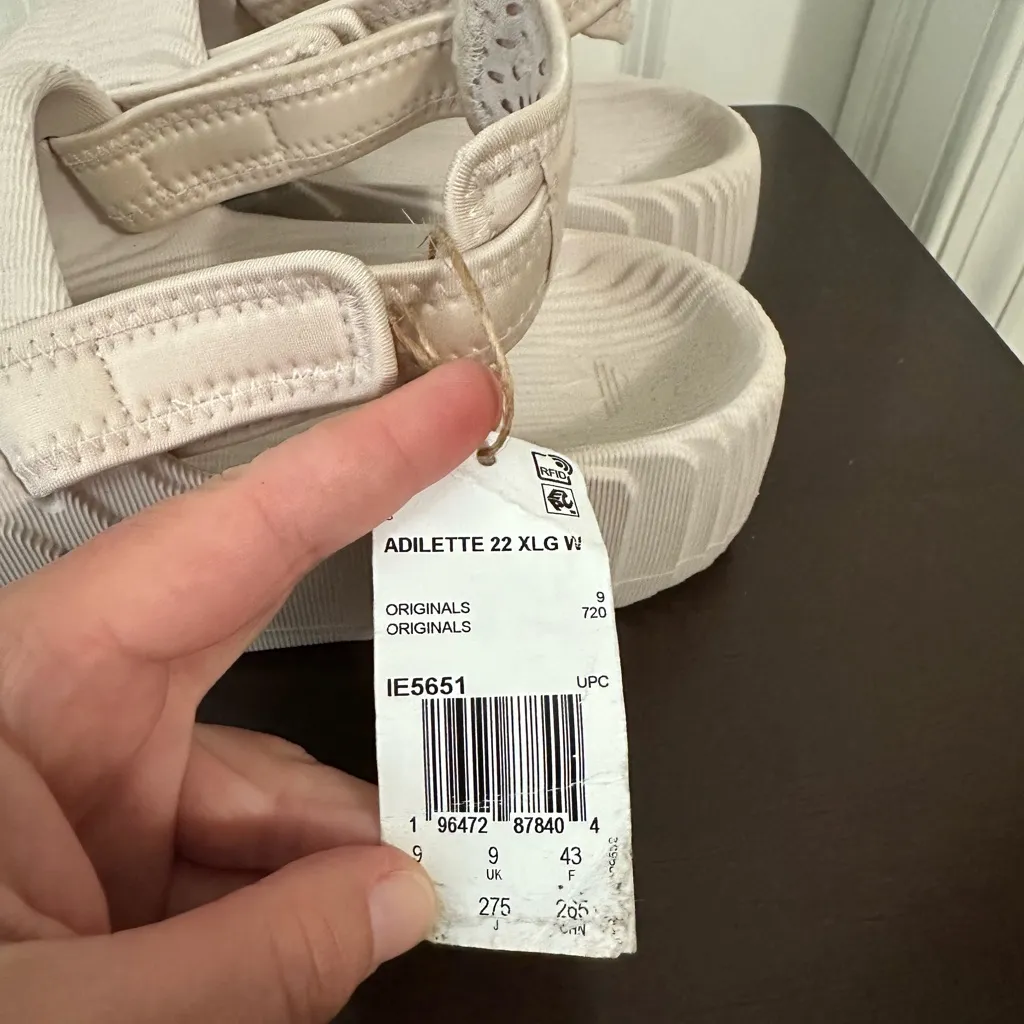 RFID
ADILETTE 22 XLG W
9
ORIGINALS 720
ORIGINALS
IE5651 UPC
1 96472 87840 4
9 9 43
UK F
275 265
J CHN